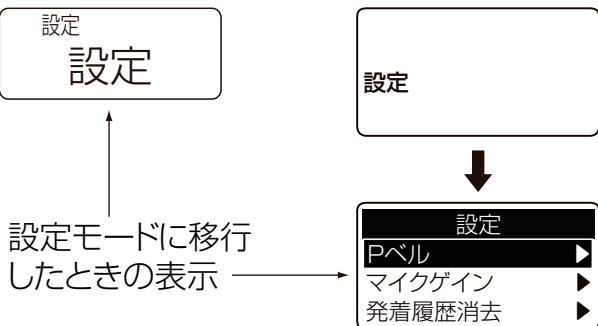 設定
設定
設定
設定モードに移行
したときの表示
設定
Pベル
マイクゲイン
発着履歴消去